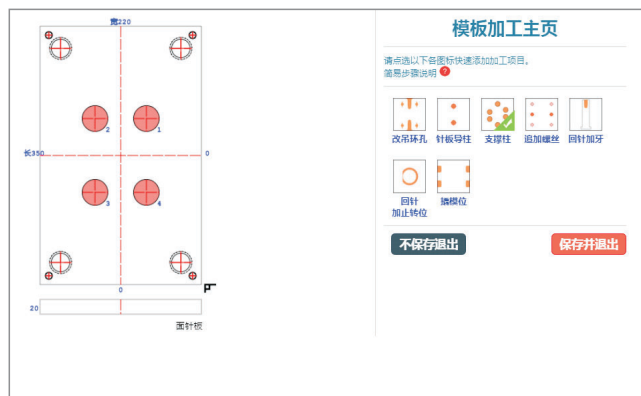 宽220
2
1
长350
0
3
4
0
20
面针板
模板加工主页
请点选以下各图标快速添加加工项目。
简易步骤说明 ?
改吊环孔 针板导柱 支撑柱 追加螺丝 回针加牙
回针
加止转位
撬模位
不保存退出 保存并退出